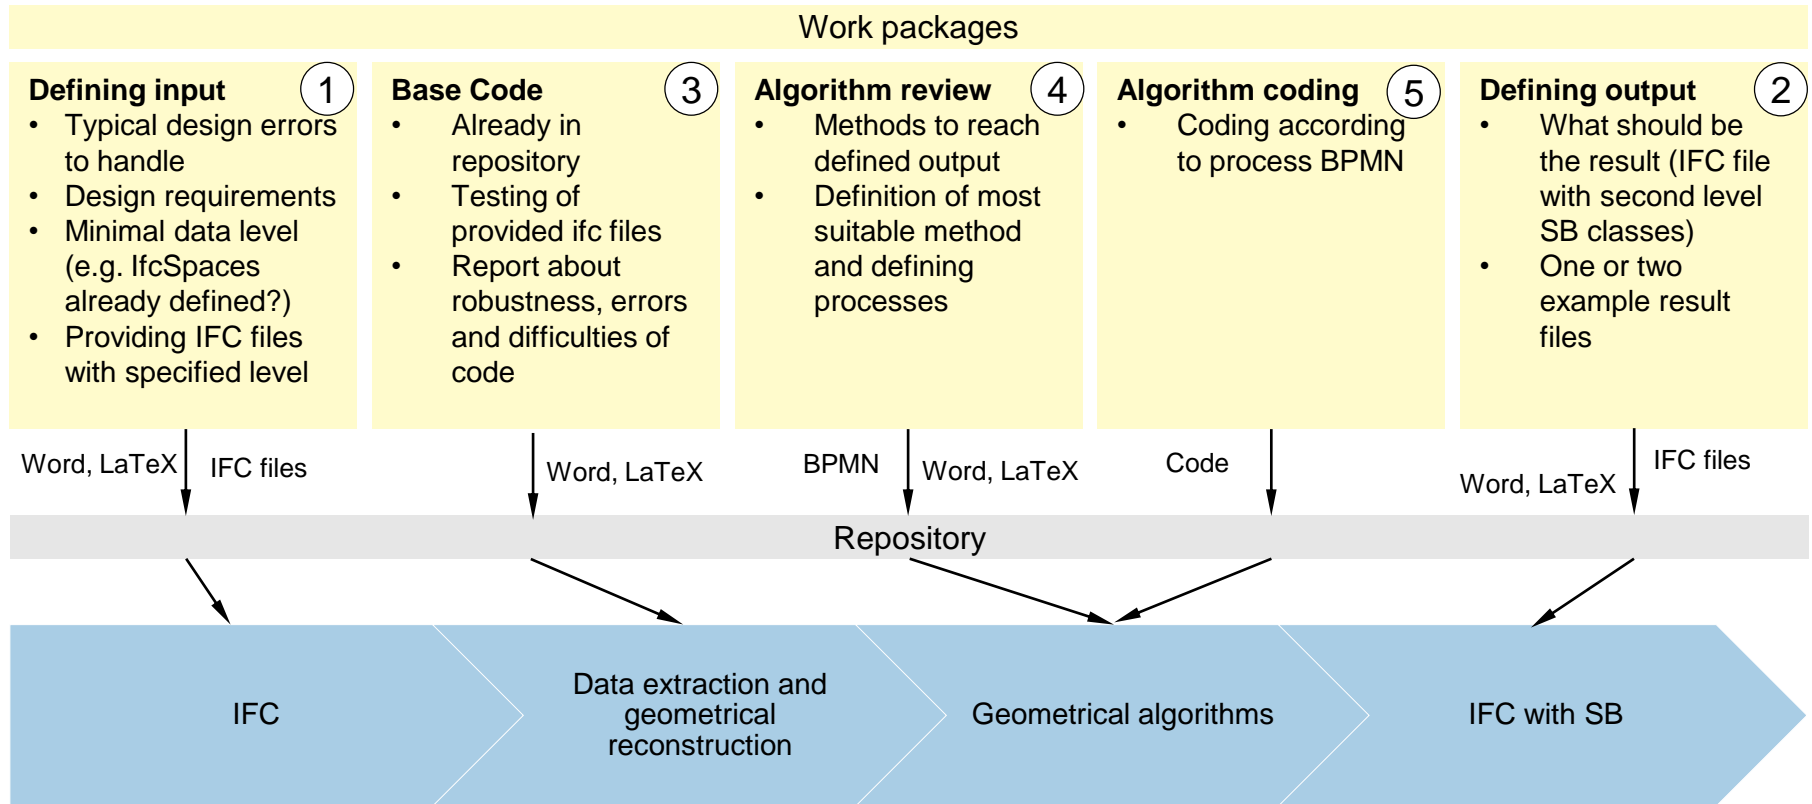 Work packages
Defining input
1
• Typical design errors
to handle
• Design requirements
• Minimal data level
(e.g. IfcSpaces
already defined?)
• Providing IFC files
with specified level
Base Code
3
• Already in
repository
• Testing of
provided ifc files
• Report about
robustness, errors
and difficulties of
code
Algorithm review
4
• Methods to reach
defined output
• Definition of most
suitable method
and defining
processes
Algorithm coding
5
• Coding according
to process BPMN
Defining output
2
• What should be
the result (IFC file
with second level
SB classes)
• One or two
example result
files
Word, LaTeX
IFC files
Word, LaTeX
BPMN
Word, LaTeX
Code
Word, LaTeX
IFC files
Repository
IFC
Data extraction and
geometrical
reconstruction
Geometrical algorithms
IFC with SB